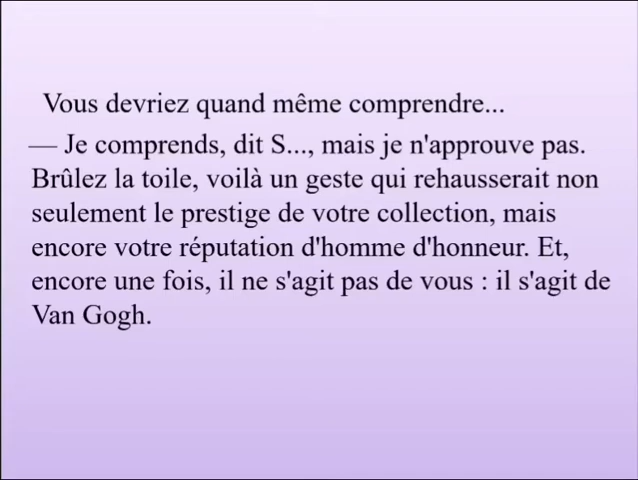 Vous devriez quand même comprendre...
— Je comprends, dit S..., mais je n'approuve pas.
Brûlez la toile, voilà un geste qui rehausserait non
seulement le prestige de votre collection, mais
encore votre réputation d'homme d'honneur. Et,
encore une fois, il ne s'agit pas de vous : il s'agit de
Van Gogh.